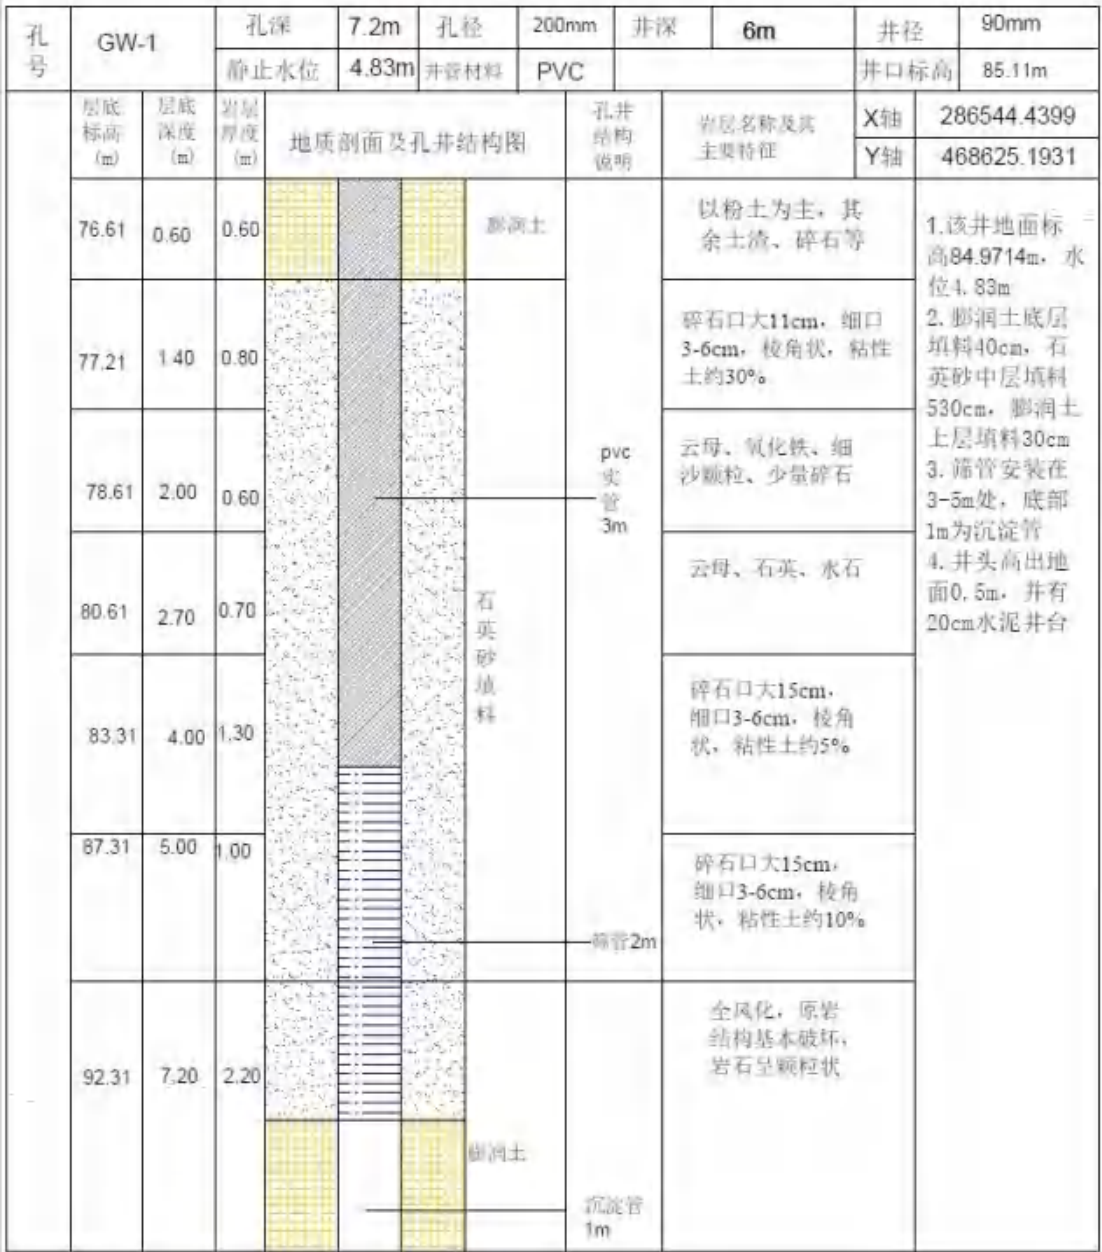 孔号 GW-1 孔深 7.2m 孔径 200mm 井深 6m 井径 90mm
静止水位 4.83m 井管材料 PVC 井口标高 85.11m
层底标高(m) 层底深度(m) 岩层厚度(m) 地质剖面及孔井结构图 孔井结构说明 岩层名称及其主要特征 X轴 286544.4399
Y轴 468625.1931
76.61 0.60 0.60 膨润土
以粉土为主，其
余土渣、碎石等
77.21 1.40 0.80
碎石口大11cm，细口
3-6cm，棱角状，粘性
土约30%
78.61 2.00 0.60
云母、氧化铁、细
沙颗粒、少量碎石
pvc
实
管
3m
80.61 2.70 0.70
云母、石英、水石
石
英
砂
填
料
83.31 4.00 1.30
碎石口大15cm，
细口3-6cm，棱角
状，粘性土约5%
87.31 5.00 1.00
碎石口大15cm，
细口3-6cm，棱角
状，粘性土约10%
筛管2m
92.31 7.20 2.20
全风化，原岩
结构基本破坏，
岩石呈颗粒状
膨润土
沉淀管
1m
1.该井地面标
高84.9714m，水
位4.83m
2.膨润土底层
填料40cm，石
英砂中层填料
530cm，膨润土
上层填料30cm
3.筛管安装在
3-5m处，底部
1m为沉淀管
4.井头高出地
面0.5m，井有
20cm水泥井台